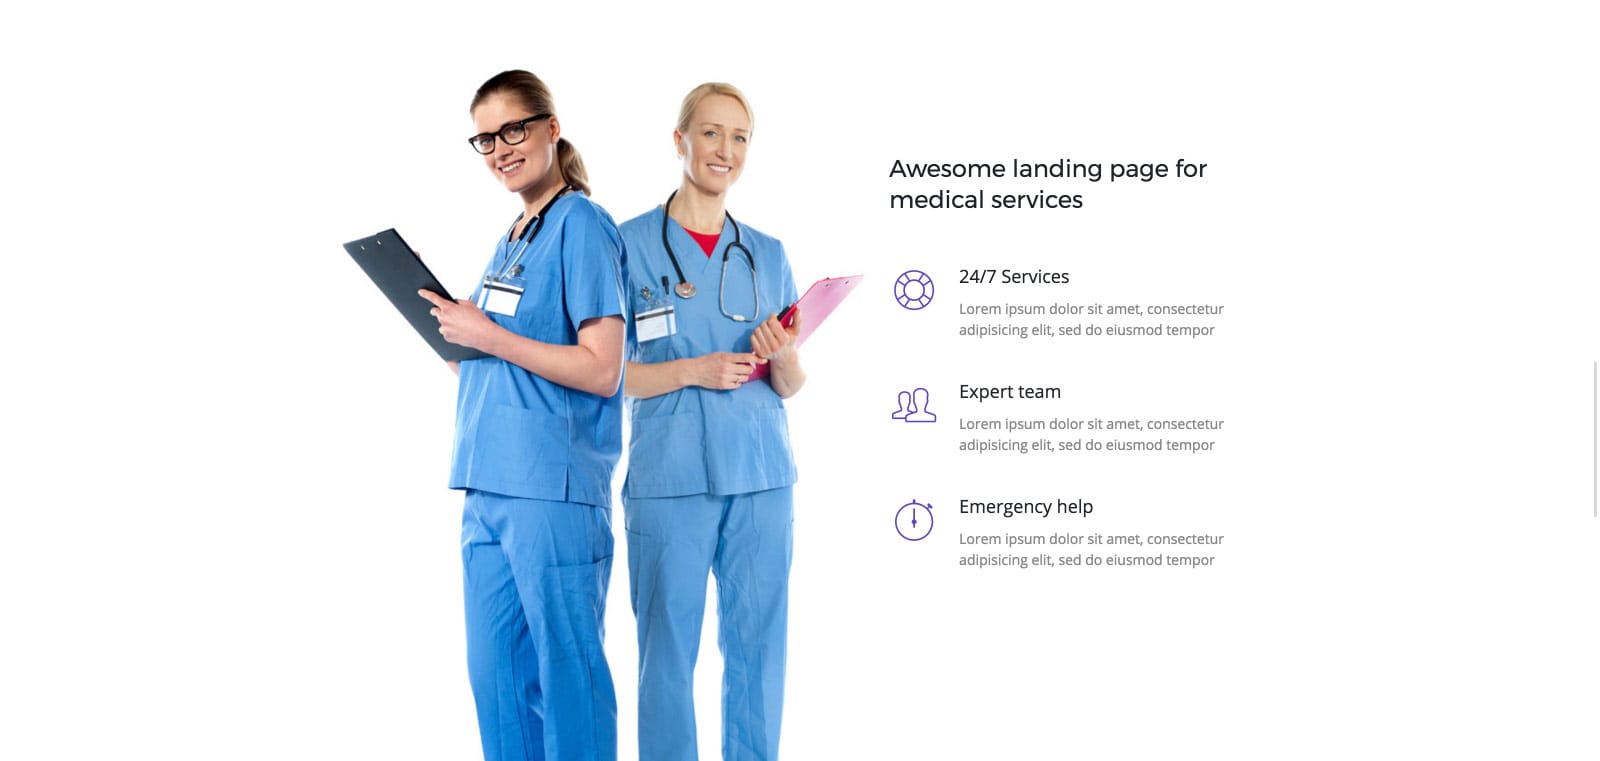 Awesome landing page for
medical services
24/7 Services
Lorem ipsum dolor sit amet, consectetur
adipisicing elit, sed do eiusmod tempor
Expert team
Lorem ipsum dolor sit amet, consectetur
adipisicing elit, sed do eiusmod tempor
Emergency help
Lorem ipsum dolor sit amet, consectetur
adipisicing elit, sed do eiusmod tempor